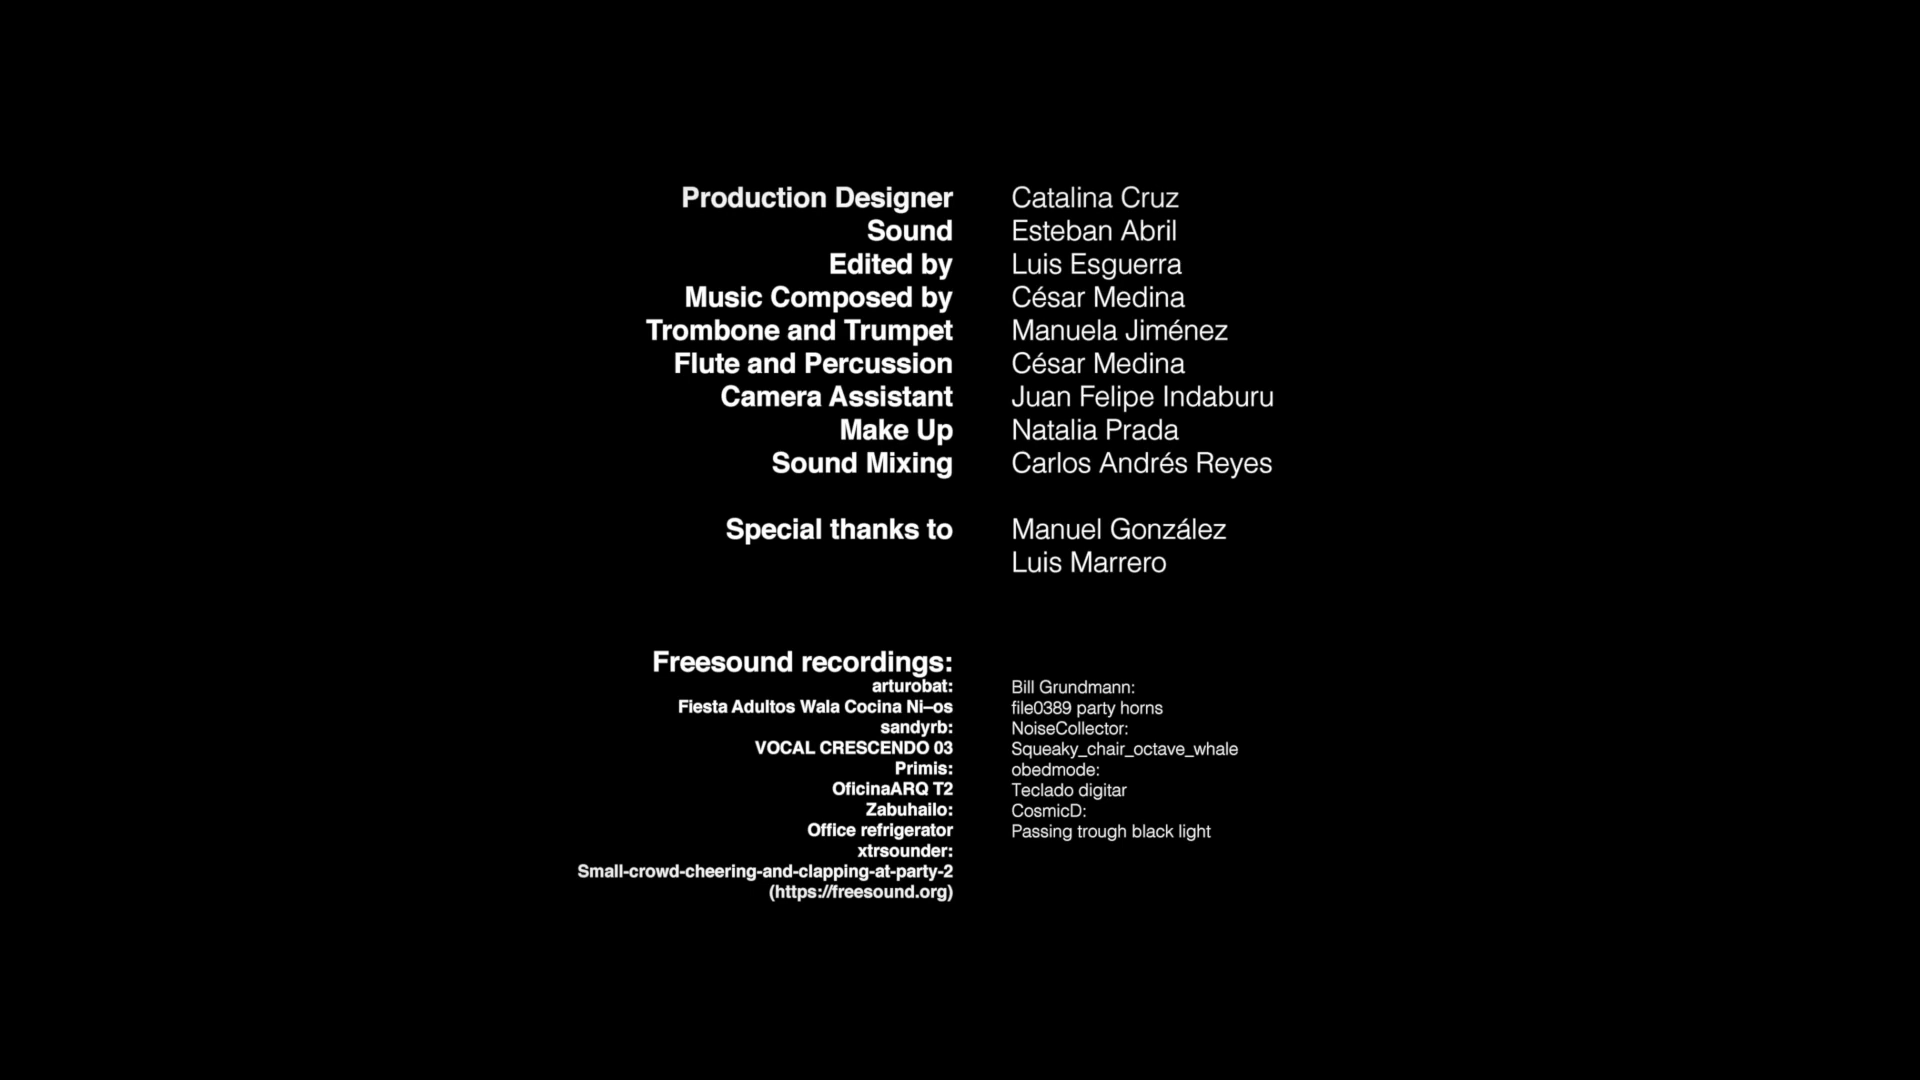 Production Designer Catalina Cruz
Sound Esteban Abril
Edited by Luis Esguerra
Music Composed by César Medina
Trombone and Trumpet Manuela Jiménez
Flute and Percussion César Medina
Camera Assistant Juan Felipe Indaburu
Make Up Natalia Prada
Sound Mixing Carlos Andrés Reyes
Special thanks to Manuel González
Luis Marrero
Freesound recordings:
arturobat:
Fiesta Adultos Wala Cocina Ni–os
sandyrb:
VOCAL CRESCENDO 03
Primis:
OficinaARQ T2
Zabuhailo:
Office refrigerator
xtrsounder:
Small-crowd-cheering-and-clapping-at-party-2
(https://freesound.org)
Bill Grundmann:
file0389 party horns
NoiseCollector:
Squeaky_chair_octave_whale
obedmode:
Teclado digitar
CosmicD:
Passing trough black light